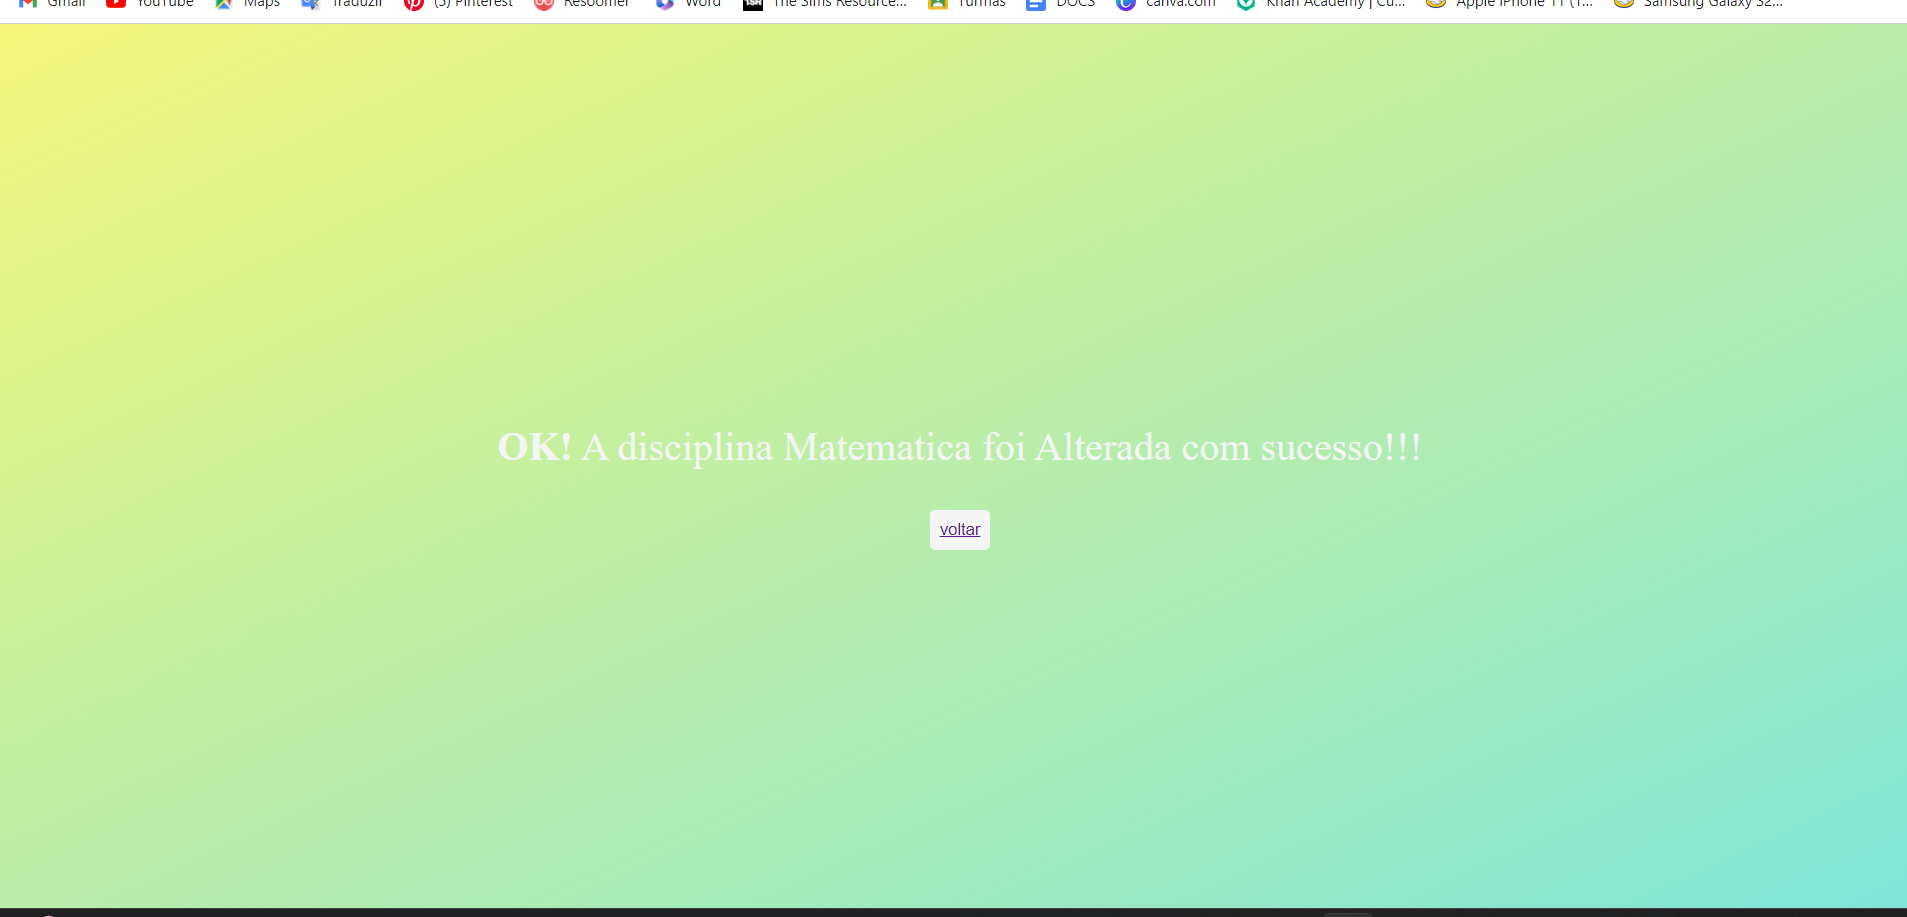 Gmail YouTube Maps Traduzir (5) Pinterest Resoomer Word The Sims Resource... Turmas DOCS canva.com Khan Academy | Cu... Apple iPhone 11 (1... Samsung Galaxy S2...
OK! A disciplina Matematica foi Alterada com sucesso!!!
voltar